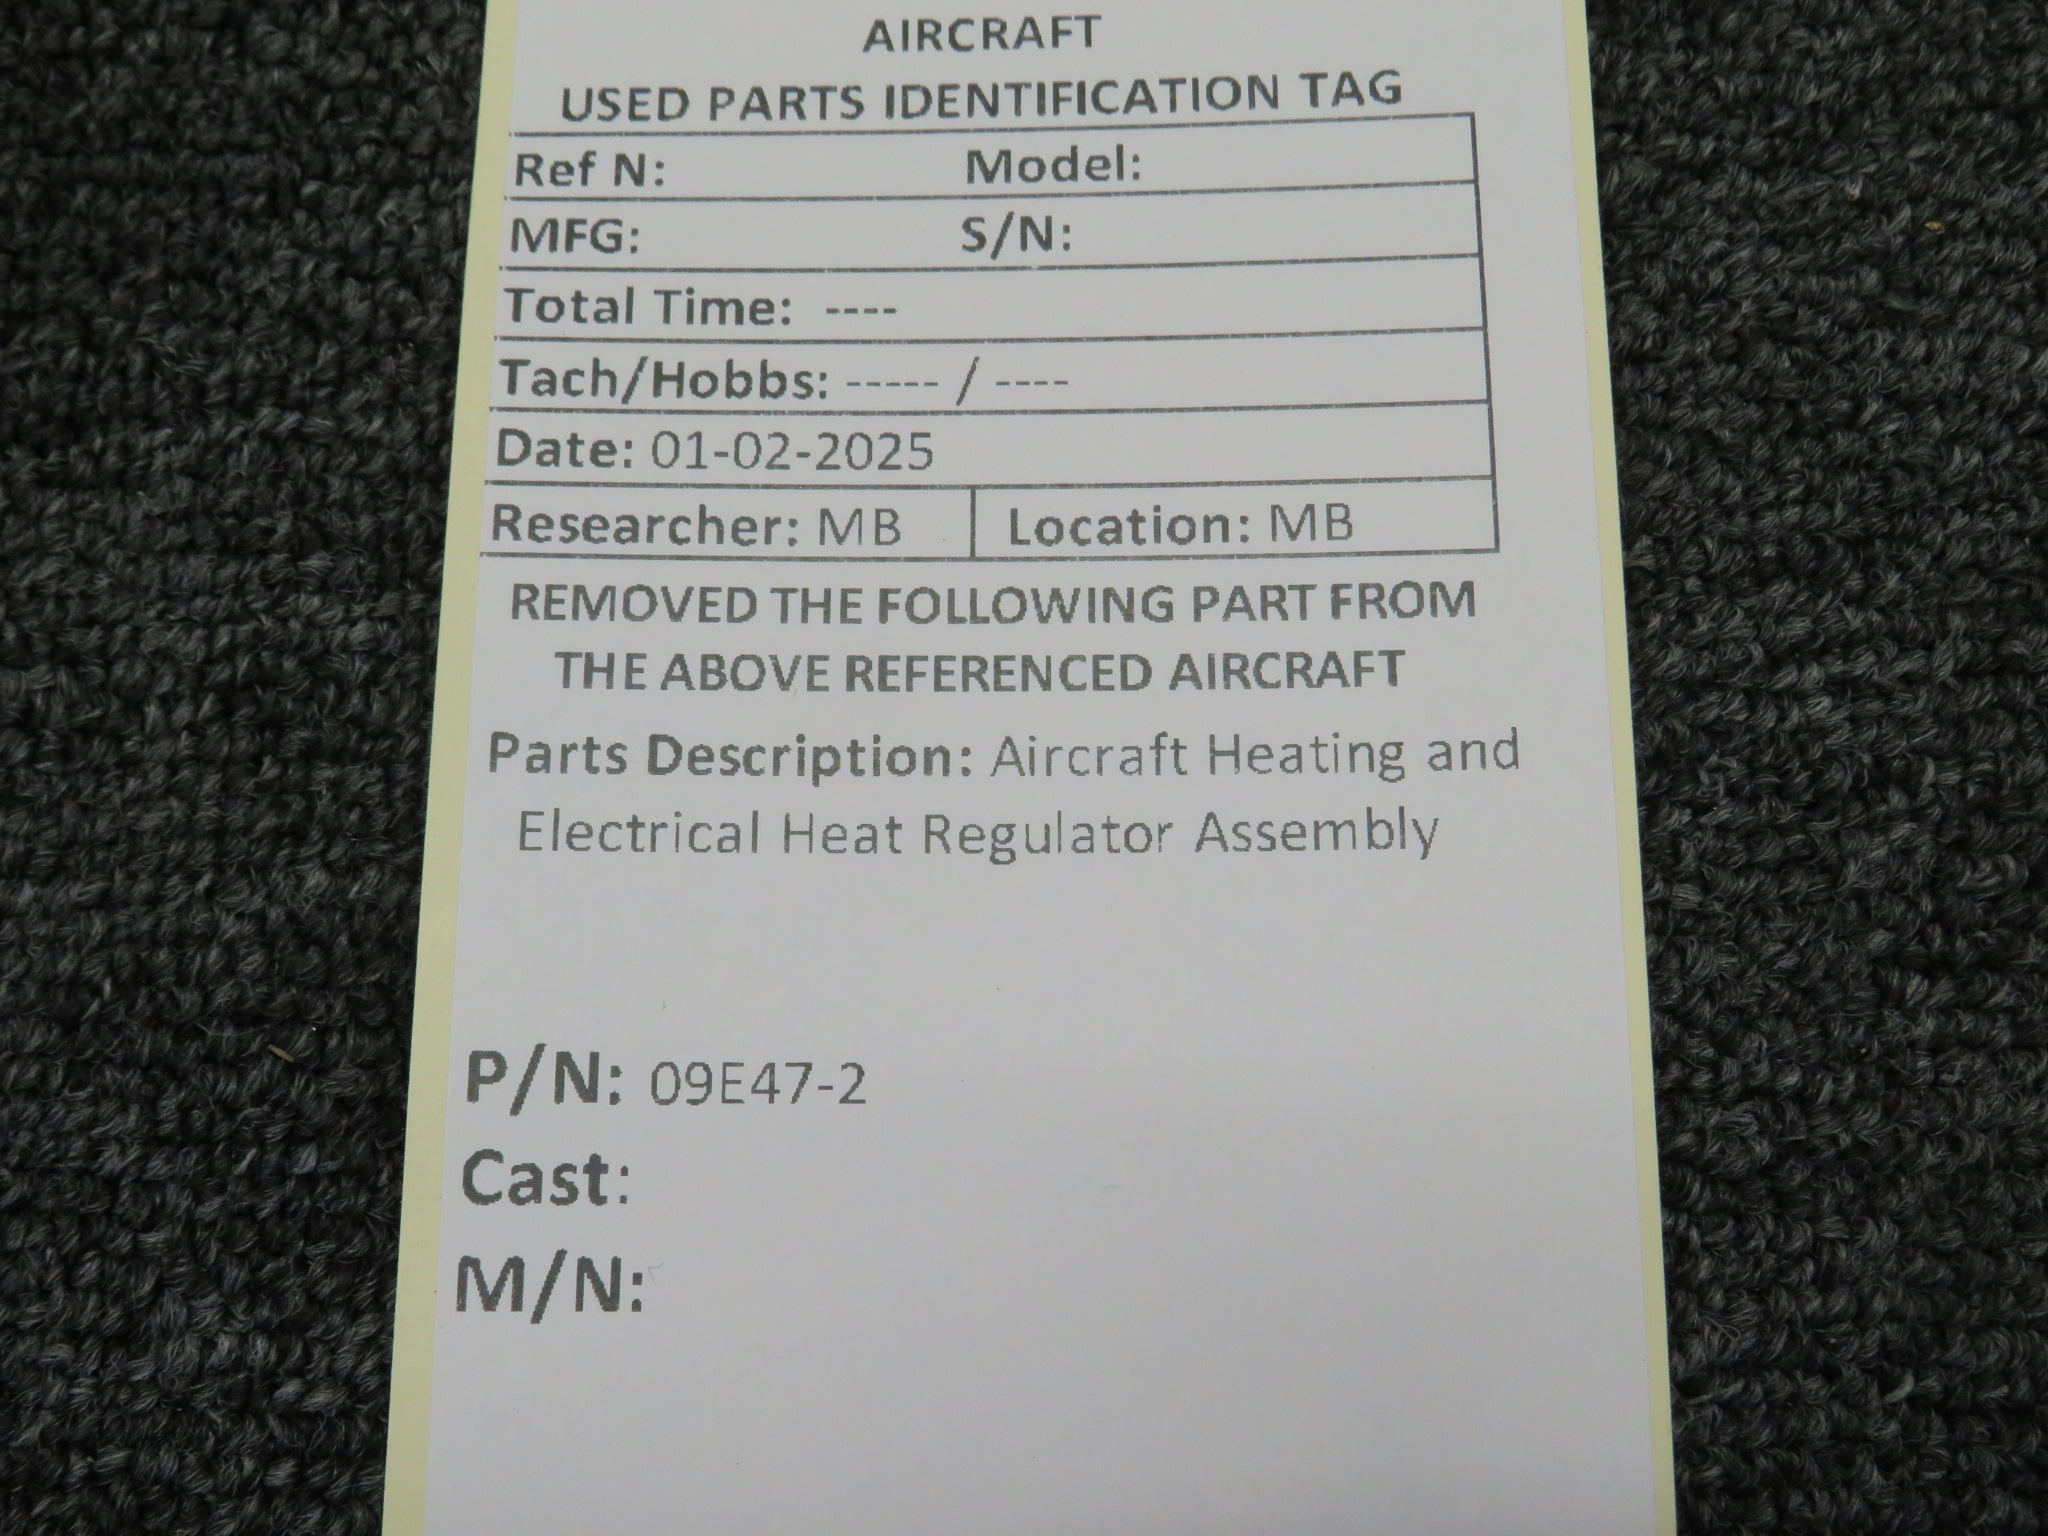 AIRCRAFT
USED PARTS IDENTIFICATION TAG
Ref N: Model:
MFG: S/N:
Total Time: ----
Tach/Hobbs: ----- / ----
Date: 01-02-2025
Researcher: MB Location: MB
REMOVED THE FOLLOWING PART FROM
THE ABOVE REFERENCED AIRCRAFT
Parts Description: Aircraft Heating and
Electrical Heat Regulator Assembly
P/N: 09E47-2
Cast:
M/N: